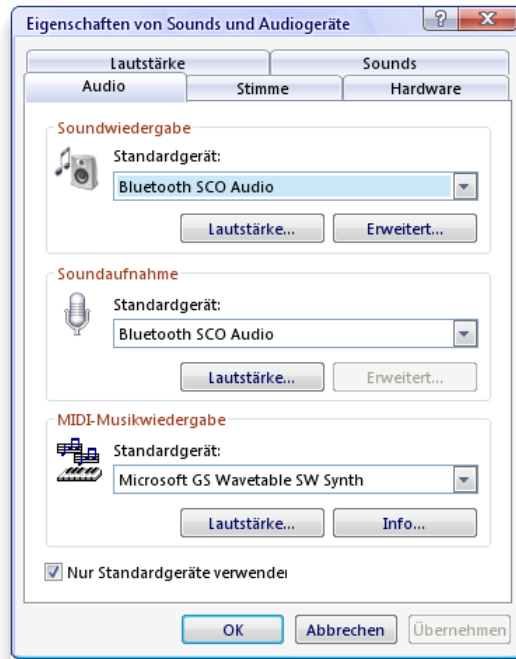 Eigenschaften von Sounds und Audiogeräte
Lautstärke
Sounds
Audio
Stimme
Hardware
Soundwiedergabe
Standardgerät:
Bluetooth SCO Audio
Lautstärke...
Erweitert...
Soundaufnahme
Standardgerät:
Bluetooth SCO Audio
Lautstärke...
Erweitert...
MIDI-Musikwiedergabe
Standardgerät:
Microsoft GS Wavetable SW Synth
Lautstärke...
Info...
Nur Standardgeräte verwender
OK
Abbrechen
Übernehmen